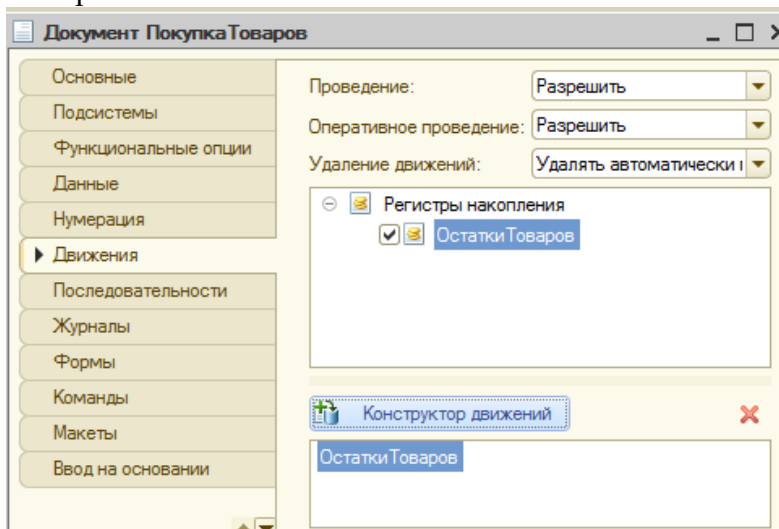 Документ ПокупкаТоваров
Основные
Подсистемы
Функциональные опции
Данные
Нумерация
Движения
Последовательности
Журналы
Формы
Команды
Макеты
Ввод на основании
Проведение: Разрешить
Оперативное проведение: Разрешить
Удаление движений: Удалять автоматически
Регистры накопления
ОстаткиТоваров
Конструктор движений
ОстаткиТоваров